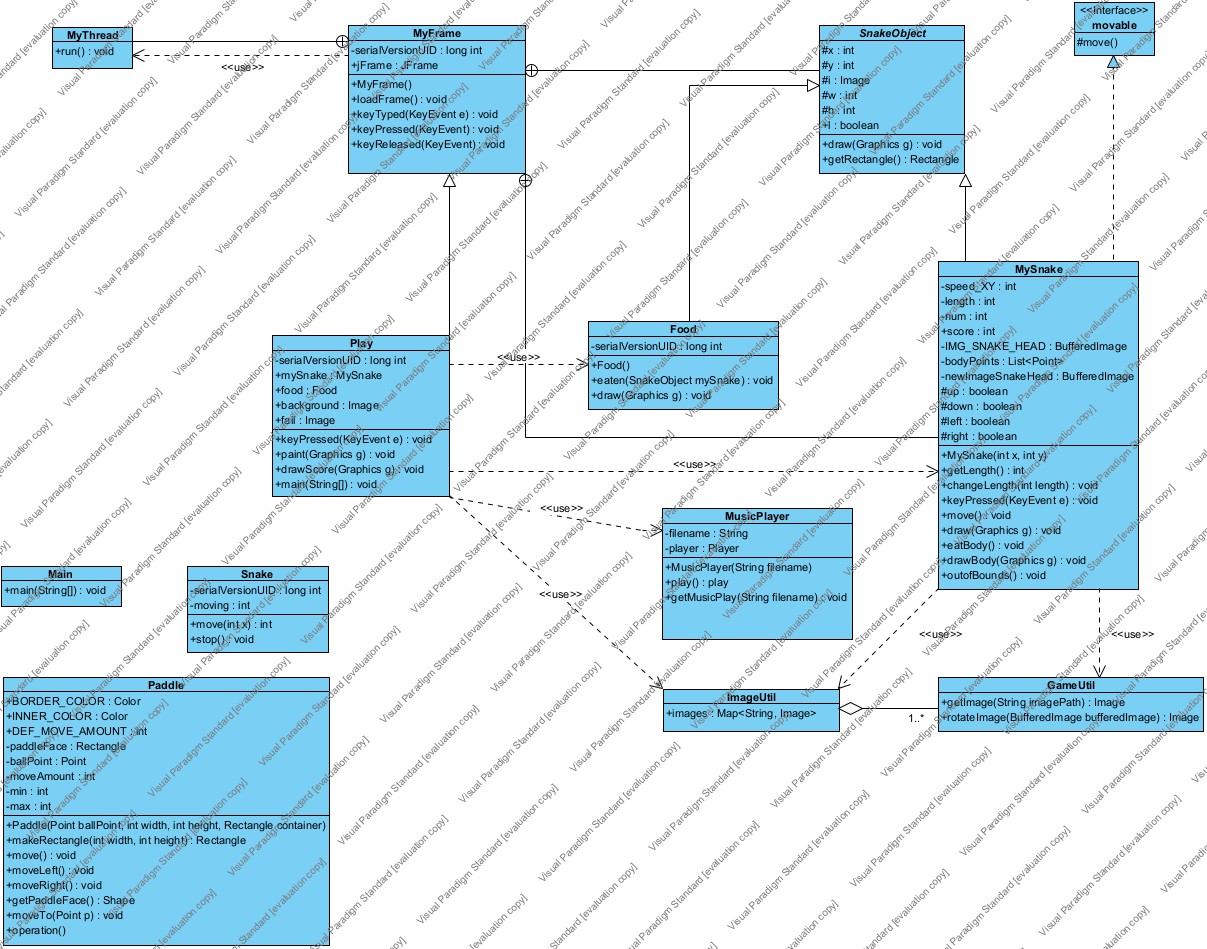 MyThread
+run() : void
<<use>>
MyFrame
-serialVersionUID : long int
+jFrame : JFrame
+MyFrame()
+loadFrame() : void
+keyTyped(KeyEvent e) : void
+keyPressed(KeyEvent) : void
+keyReleased(KeyEvent) : void
SnakeObject
#x : int
#y : int
#i : Image
#w : int
#h : int
+l : boolean
+draw(Graphics g) : void
+getRectangle() : Rectangle
<<Interface>>
movable
#move()
Play
-serialVersionUID : long int
+mySnake : MySnake
+food : Food
+background : Image
+fail : Image
+keyPressed(KeyEvent e) : void
+paint(Graphics g) : void
+drawScore(Graphics g) : void
+main(String[]) : void
<<use>>
Food
-serialVersionUID : long int
+Food()
+eaten(SnakeObject mySnake) : void
+draw(Graphics g) : void
MySnake
-speed_XY : int
-length : int
-num : int
+score : int
-IMG_SNAKE_HEAD : BufferedImage
-bodyPoints : List<Point>
-newImageSnakeHead : BufferedImage
#up : boolean
#down : boolean
#left : boolean
#right : boolean
+MySnake(int x, int y)
+getLength() : int
+changeLength(int length) : void
+keyPressed(KeyEvent e) : void
+move() : void
+draw(Graphics g) : void
+eatBody() : void
+drawBody(Graphics g) : void
+outofBounds() : void
<<use>>
<<use>>
<<use>>
MusicPlayer
-filename : String
-player : Player
+MusicPlayer(String filename)
+play() : play
+getMusicPlay(String filename) : void
Main
+main(String[]) : void
Snake
-serialVersionUID : long int
-moving : int
+move(int x) : int
+stop() : void
<<use>>
<<use>>
Paddle
+BORDER_COLOR : Color
+INNER_COLOR : Color
+DEF_MOVE_AMOUNT : int
-paddleFace : Rectangle
-ballPoint : Point
-moveAmount : int
-min : int
-max : int
+Paddle(Point ballPoint, int width, int height, Rectangle container)
+makeRectangle(int width, int height) : Rectangle
+move() : void
+moveLeft() : void
+moveRight() : void
+getPaddleFace() : Shape
+moveTo(Point p) : void
+operation()
ImageUtil
+images : Map<String, Image>
1..*
GameUtil
+getImage(String imagePath) : Image
+rotateImage(BufferedImage bufferedImage) : Image
Visual Paradigm Standard [evaluation copy]